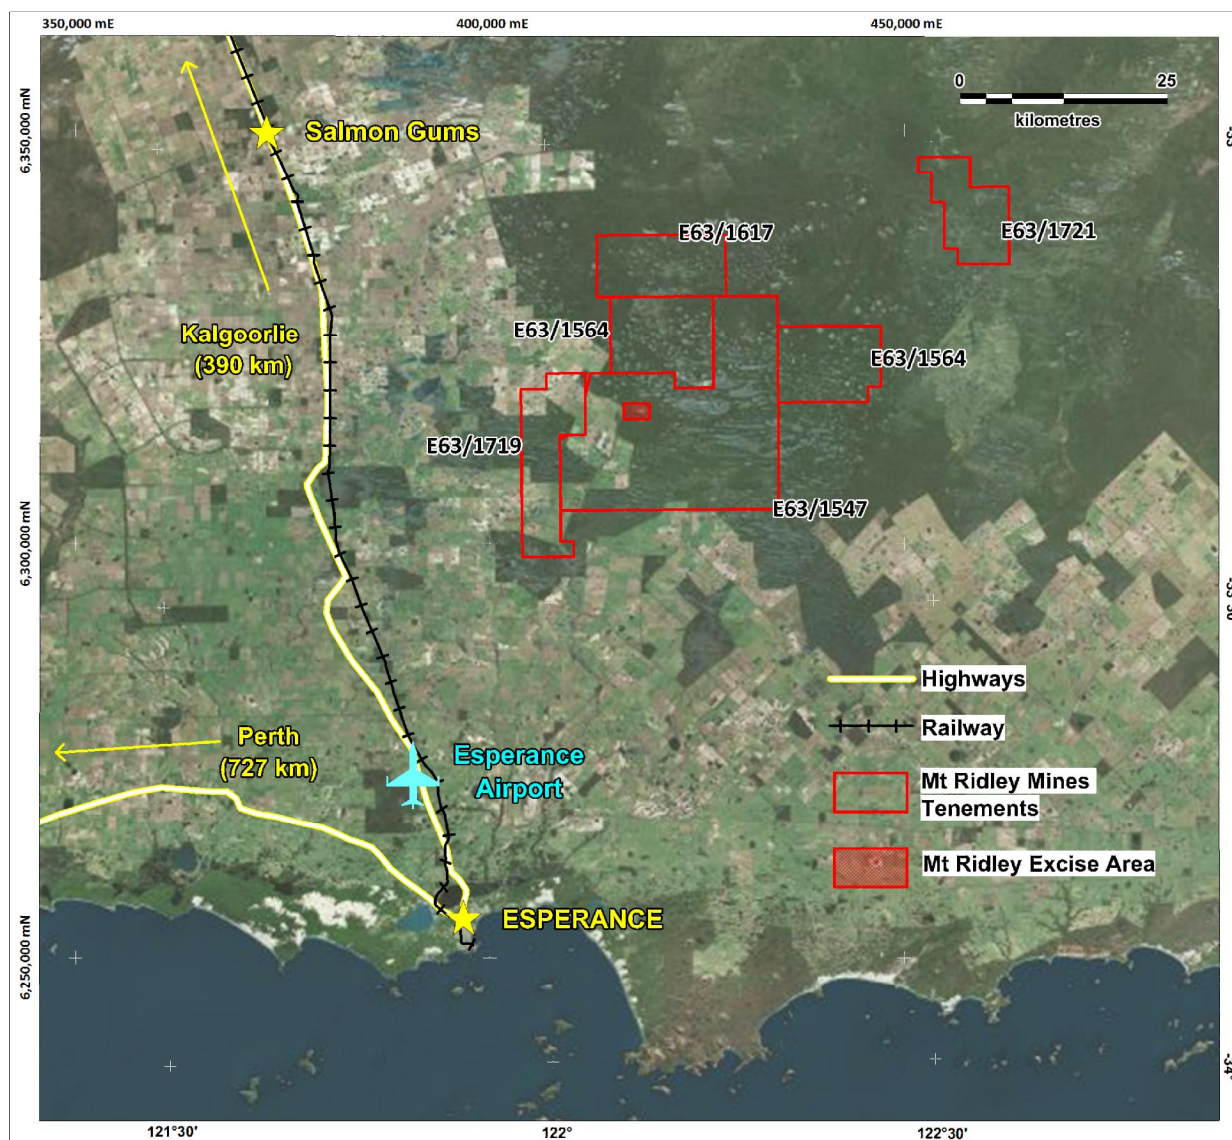 350,000 mE
400,000 mE
450,000 mE
0 25
kilometres
6,350,000 mN
Salmon Gums
E63/1617
E63/1721
Kalgoorlie
(390 km)
E63/1564
E63/1564
E63/1719
E63/1547
6,300,000 mN
Highways
Perth
(727 km)
Railway
Esperance
Airport
Mt Ridley Mines
Tenements
Mt Ridley Excise Area
ESPERANCE
6,250,000 mN
121°30'
122°
122°30'